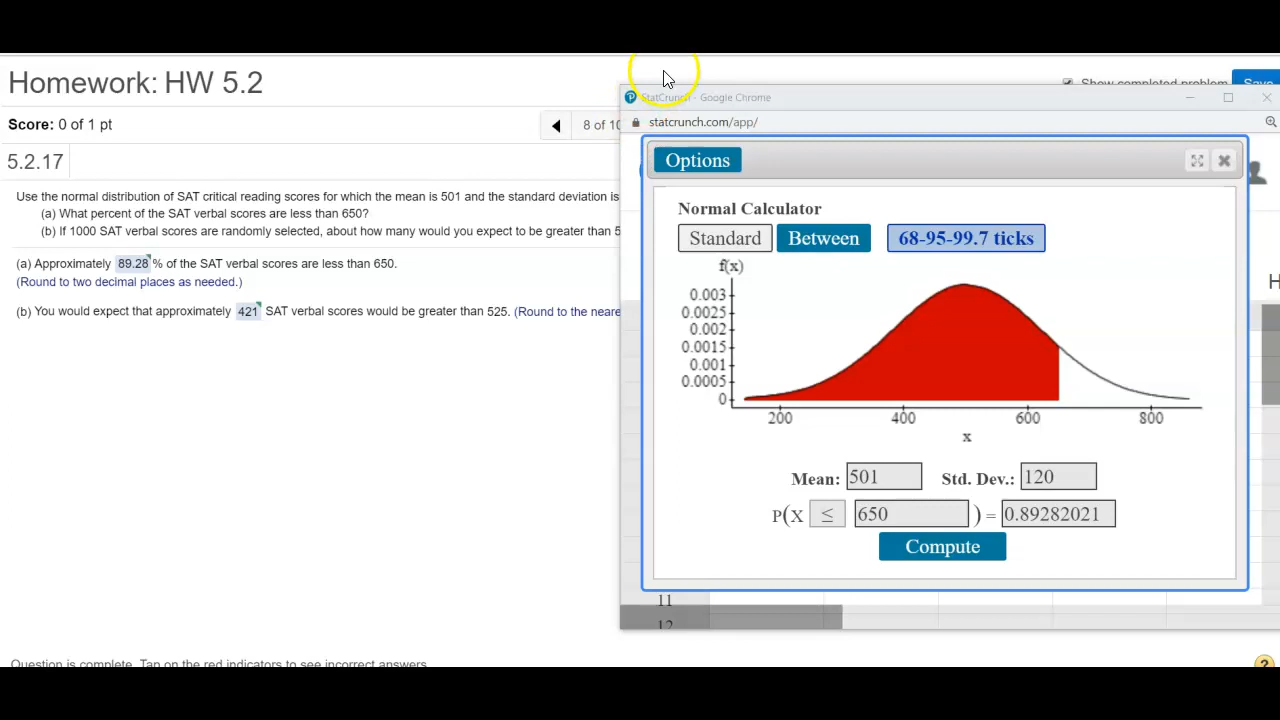 Homework: HW 5.2
Show completed problem
Save
Score: 0 of 1 pt
8 of 10
5.2.17
Use the normal distribution of SAT critical reading scores for which the mean is 501 and the standard deviation is
(a) What percent of the SAT verbal scores are less than 650?
(b) If 1000 SAT verbal scores are randomly selected, about how many would you expect to be greater than 5
(a) Approximately 89.28 % of the SAT verbal scores are less than 650.
(Round to two decimal places as needed.)
(b) You would expect that approximately 421 SAT verbal scores would be greater than 525. (Round to the neare
Question is complete. Tap on the red indicators to see incorrect answers.
StatCrunch - Google Chrome
statcrunch.com/app/
Options
Normal Calculator
Standard Between 68-95-99.7 ticks
f(x)
0.003
0.0025
0.002
0.0015
0.001
0.0005
0
200 400 600 800
x
Mean: 501 Std. Dev.: 120
P(X ≤ 650 ) = 0.89282021
Compute
11
12
H
?